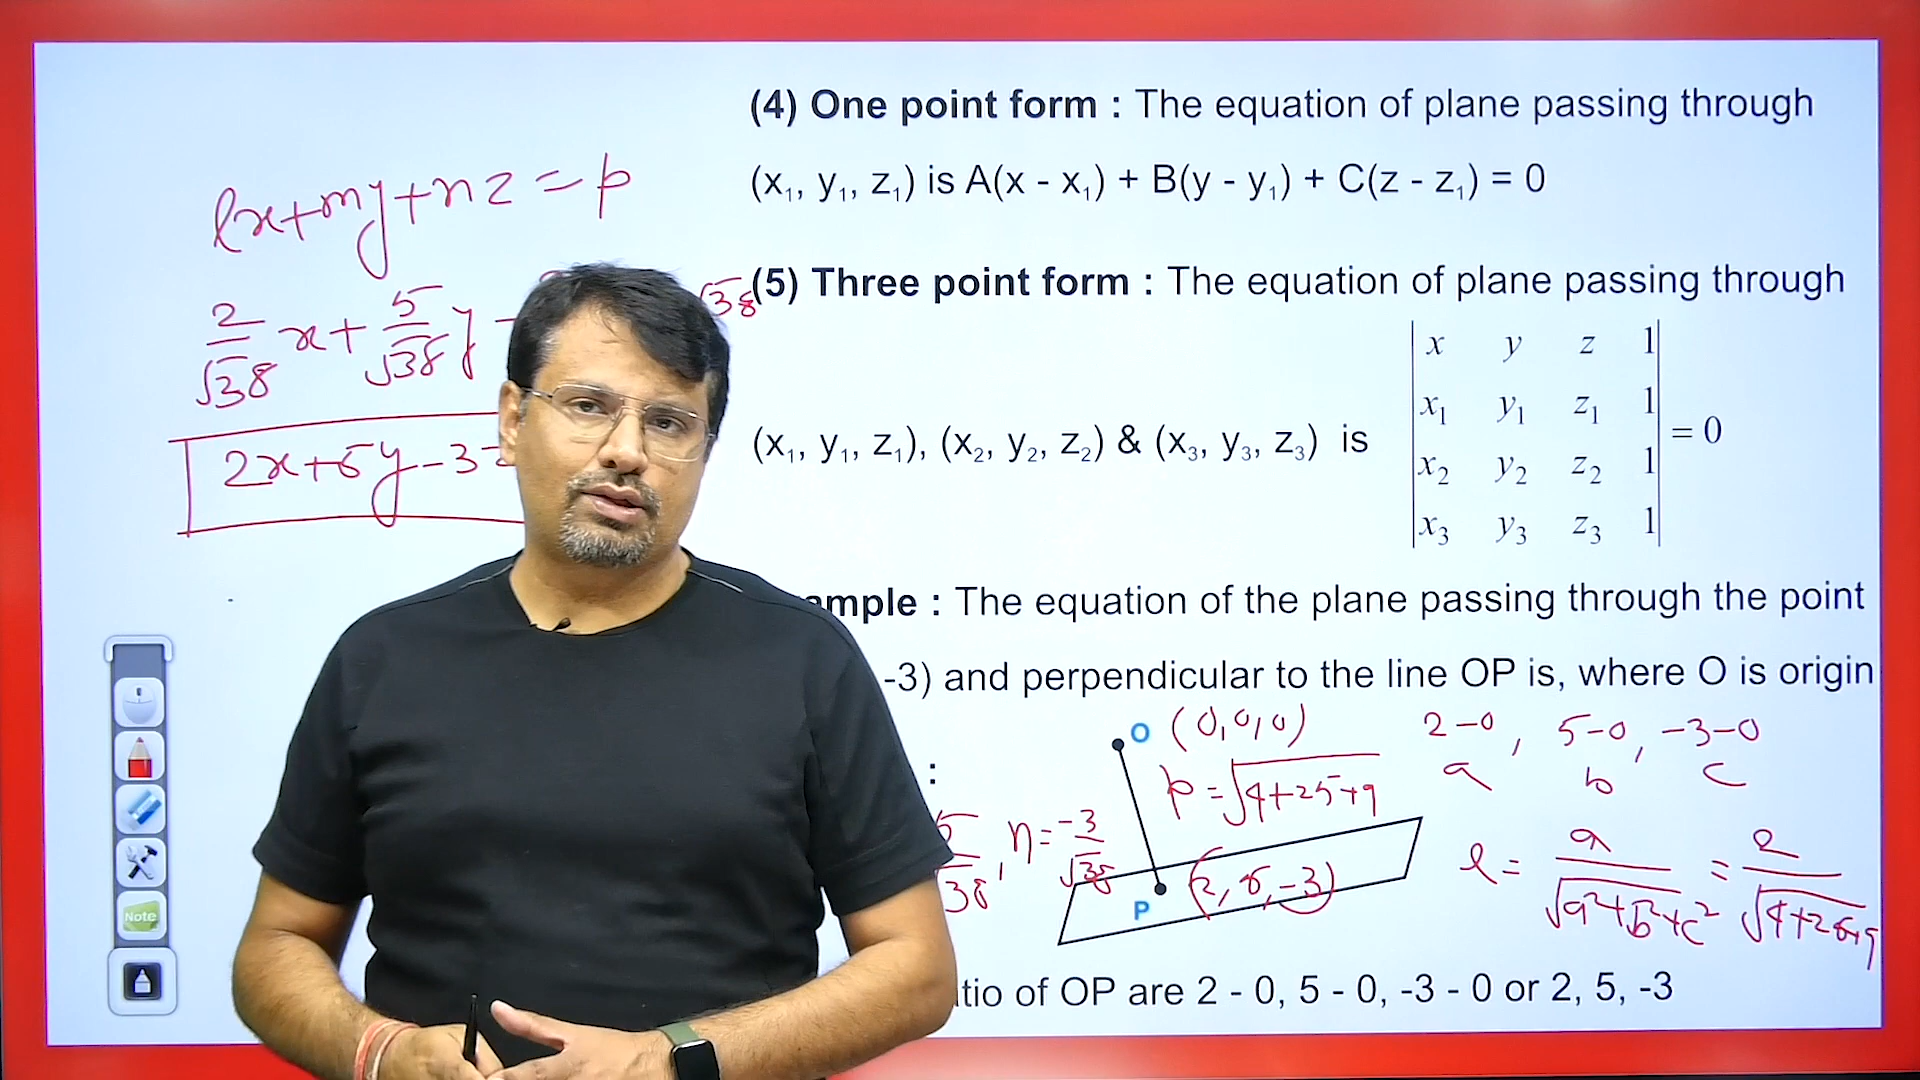 (4) One point form : The equation of plane passing through
(x₁, y₁, z₁) is A(x - x₁) + B(y - y₁) + C(z - z₁) = 0
(5) Three point form : The equation of plane passing through
(x₁, y₁, z₁), (x₂, y₂, z₂) & (x₃, y₃, z₃) is
x y z 1
x₁ y₁ z₁ 1
x₂ y₂ z₂ 1 = 0
x₃ y₃ z₃ 1
: The equation of the plane passing through the point
-3) and perpendicular to the line OP is, where O is origin
:
of OP are 2 - 0, 5 - 0, -3 - 0 or 2, 5, -3
lx+my+nz=p
2/√38 x+5/√38 y
√38
2x+5y-3z
O (0,0,0)
2-0, 5-0, -3-0
a b c
p=√4+25+9
5/38, n=-3/√38
P (2,5,-3)
l=a/√a²+b²+c²=2/√4+25+9
Note